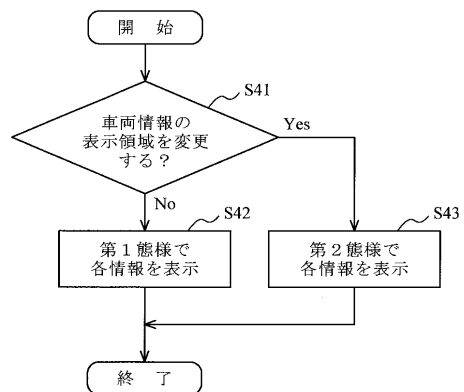 開 始
S41
車両情報の
表示領域を変更
する？
Yes
No
S42
第１態様で
各情報を表示
S43
第２態様で
各情報を表示
終 了